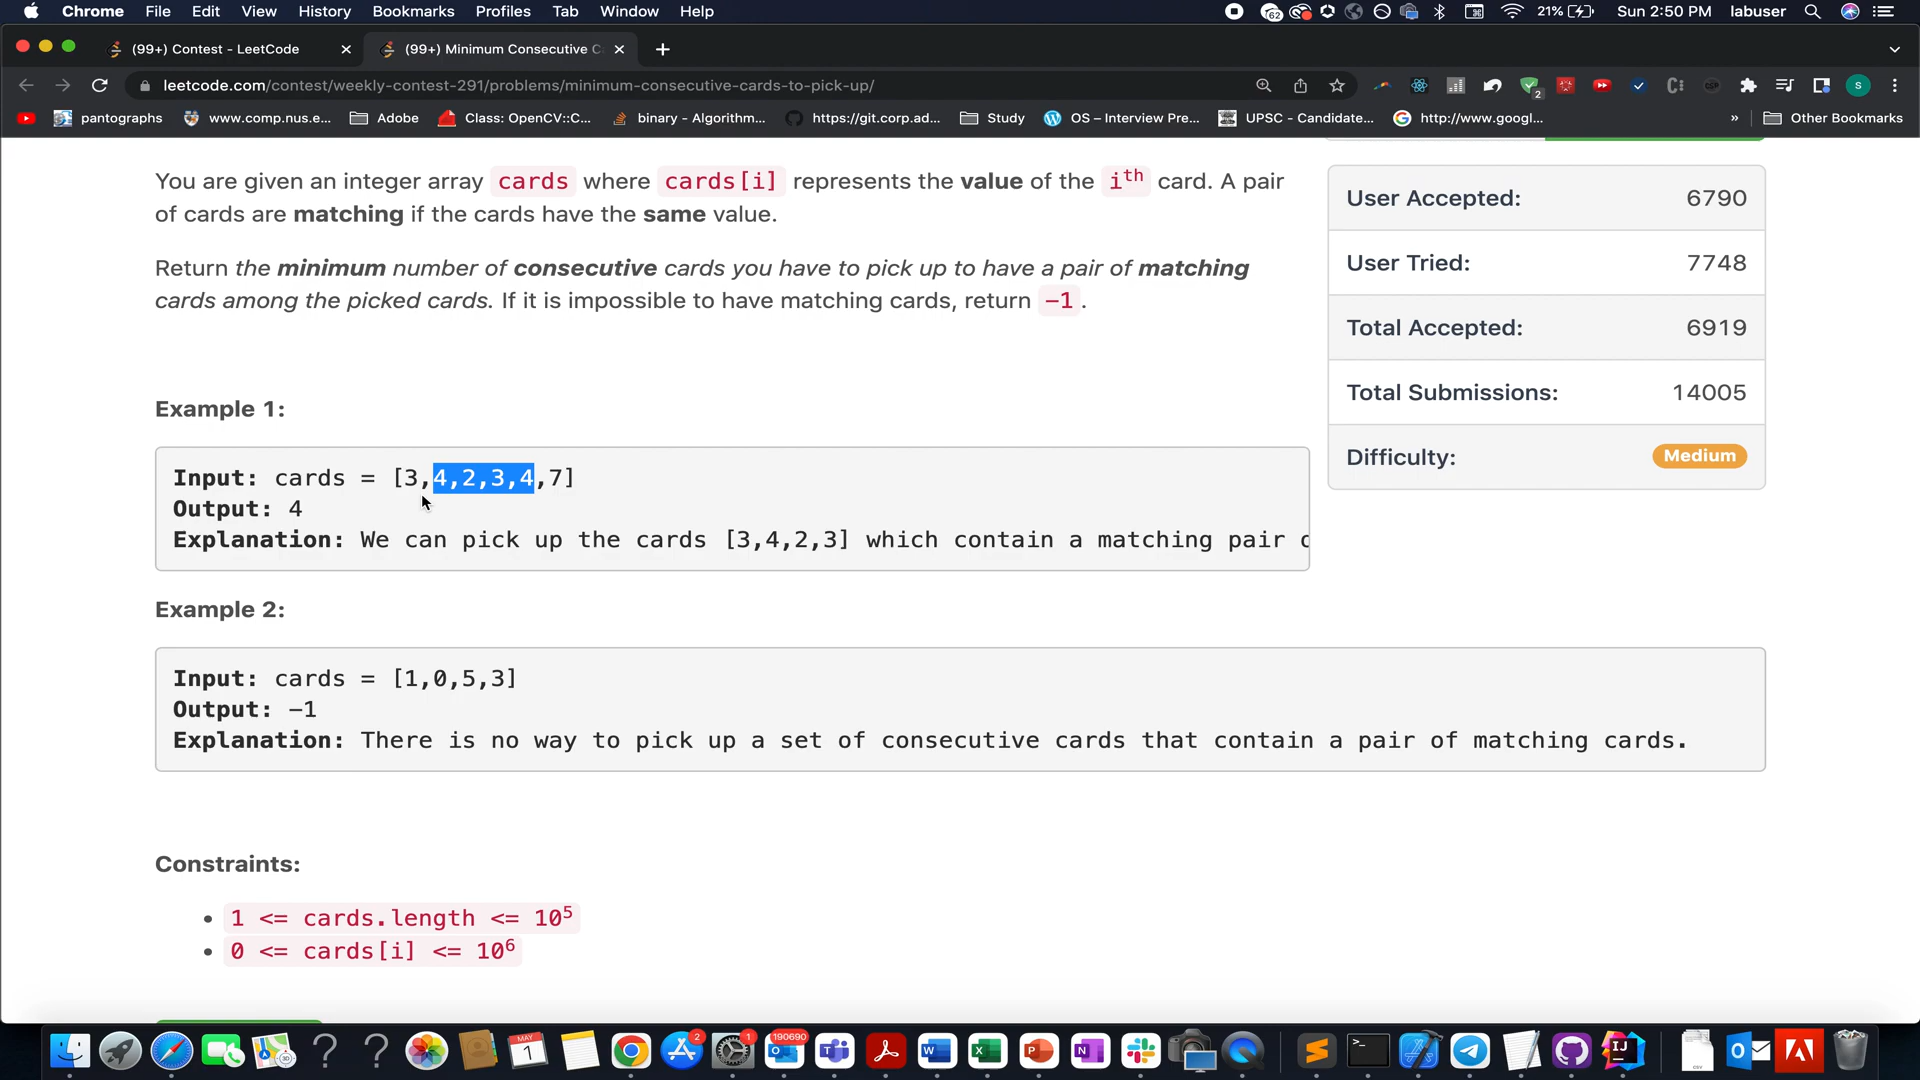 Chrome File Edit View History Bookmarks Profiles Tab Window Help 62 21% Sun 2:50 PM labuser
(99+) Contest - LeetCode (99+) Minimum Consecutive C
leetcode.com/contest/weekly-contest-291/problems/minimum-consecutive-cards-to-pick-up/ 2 S
pantographs www.comp.nus.e... Adobe Class: OpenCV::C... binary - Algorithm... https://git.corp.ad... Study OS – Interview Pre... UPSC - Candidate... http://www.googl... » Other Bookmarks
You are given an integer array cards where cards[i] represents the value of the ith card. A pair
of cards are matching if the cards have the same value.
Return the minimum number of consecutive cards you have to pick up to have a pair of matching
cards among the picked cards. If it is impossible to have matching cards, return -1.
User Accepted: 6790
User Tried: 7748
Total Accepted: 6919
Total Submissions: 14005
Difficulty: Medium
Example 1:
Input: cards = [3,4,2,3,4,7]
Output: 4
Explanation: We can pick up the cards [3,4,2,3] which contain a matching pair
Example 2:
Input: cards = [1,0,5,3]
Output: -1
Explanation: There is no way to pick up a set of consecutive cards that contain a pair of matching cards.
Constraints:
• 1 <= cards.length <= 10⁵
• 0 <= cards[i] <= 10⁶
MAY 1 2 1 190690